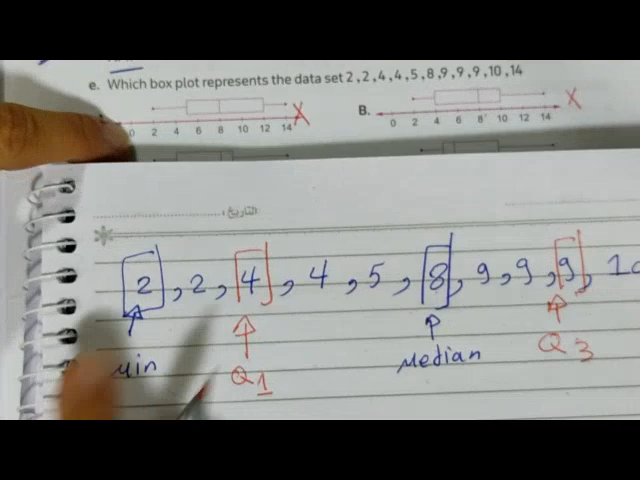 e. Which box plot represents the data set 2,2,4,4,5,8,9,9,9,10,14
X B. X
0 2 4 6 8 10 12 14 0 2 4 6 8 10 12 14
التاريخ:
2, 2, 4, 4, 5, 8, 9, 9, 9, 10
min Q1 Median Q3